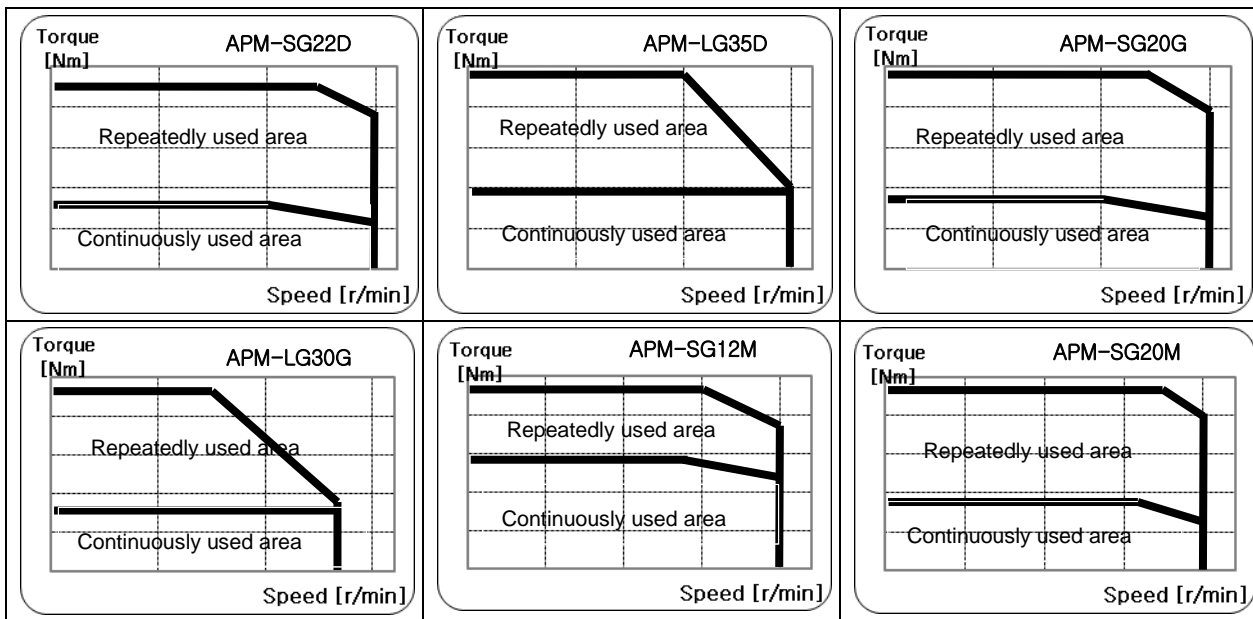 Torque
[Nm]
APM-SG22D
Repeatedly used area
Continuously used area
Speed [r/min]
Torque
[Nm]
APM-LG35D
Repeatedly used area
Continuously used area
Speed [r/min]
Torque
[Nm]
APM-SG20G
Repeatedly used area
Continuously used area
Speed [r/min]
Torque
[Nm]
APM-LG30G
Repeatedly used area
Continuously used area
Speed [r/min]
Torque
[Nm]
APM-SG12M
Repeatedly used area
Continuously used area
Speed [r/min]
Torque
[Nm]
APM-SG20M
Repeatedly used area
Continuously used area
Speed [r/min]